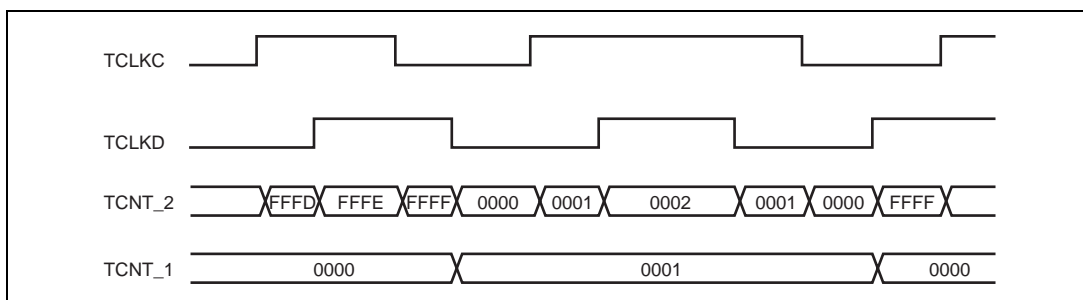 TCLKC
TCLKD
TCNT_2 FFFD FFFE FFFF 0000 0001 0002 0001 0000 FFFF
TCNT_1 0000 0001 0000